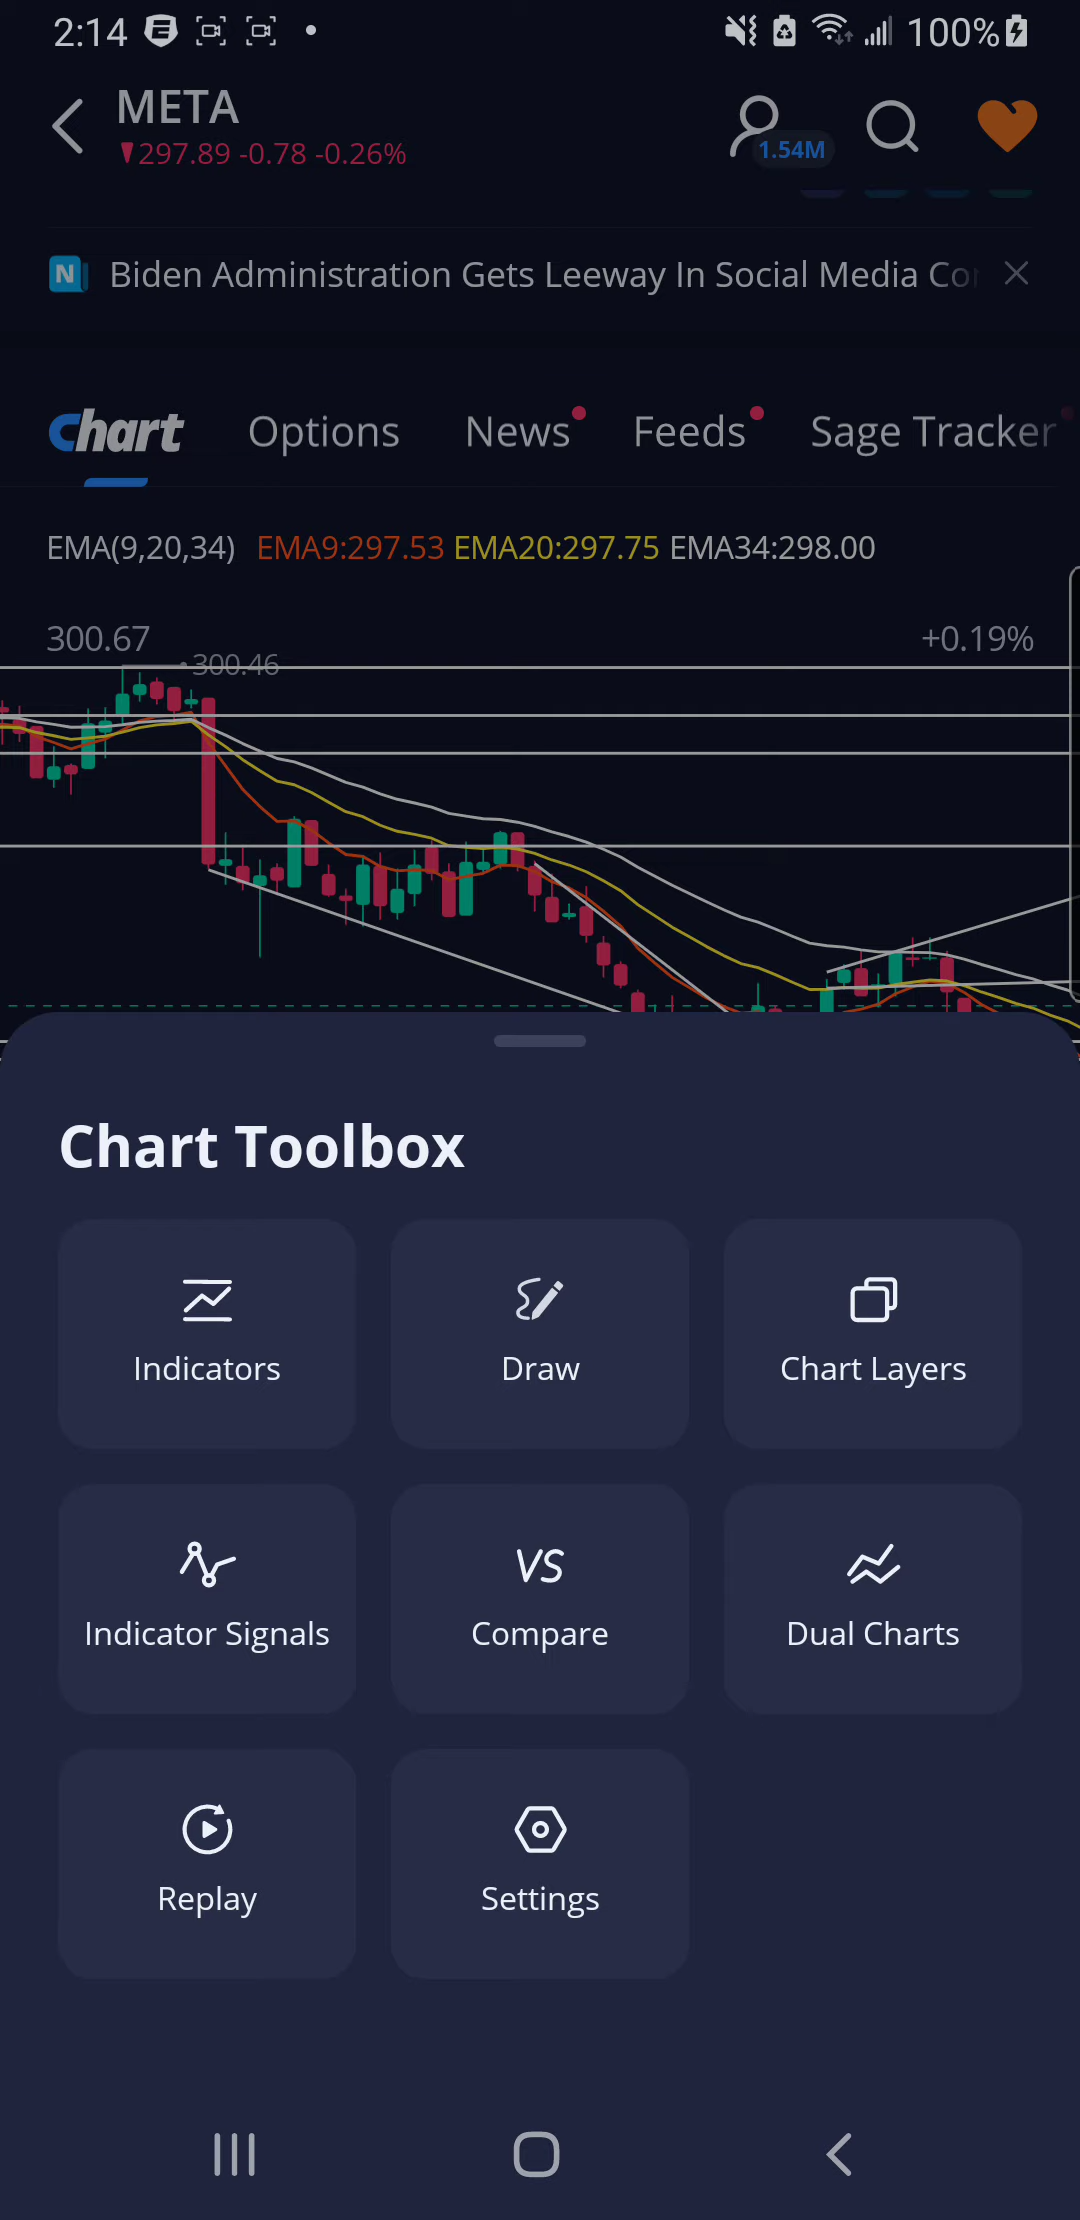 2:14
100%
META
297.89 -0.78 -0.26%
1.54M
N Biden Administration Gets Leeway In Social Media
Chart Options News Feeds Sage Tracker
EMA(9,20,34) EMA9:297.53 EMA20:297.75 EMA34:298.00
300.67 +0.19%
300.46
Chart Toolbox
Indicators Draw Chart Layers
VS
Indicator Signals Compare Dual Charts
Replay Settings